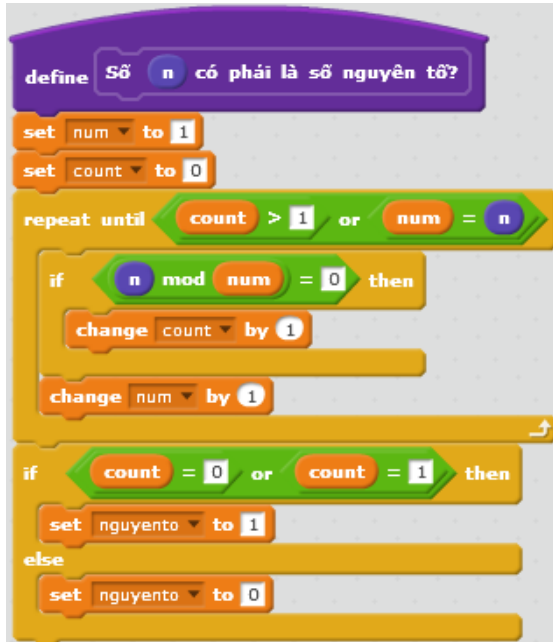 define Số n có phải là số nguyên tố?
set num to 1
set count to 0
repeat until count > 1 or num = n
if n mod num = 0 then
change count by 1
change num by 1
if count = 0 or count = 1 then
set nguyento to 1
else
set nguyento to 0